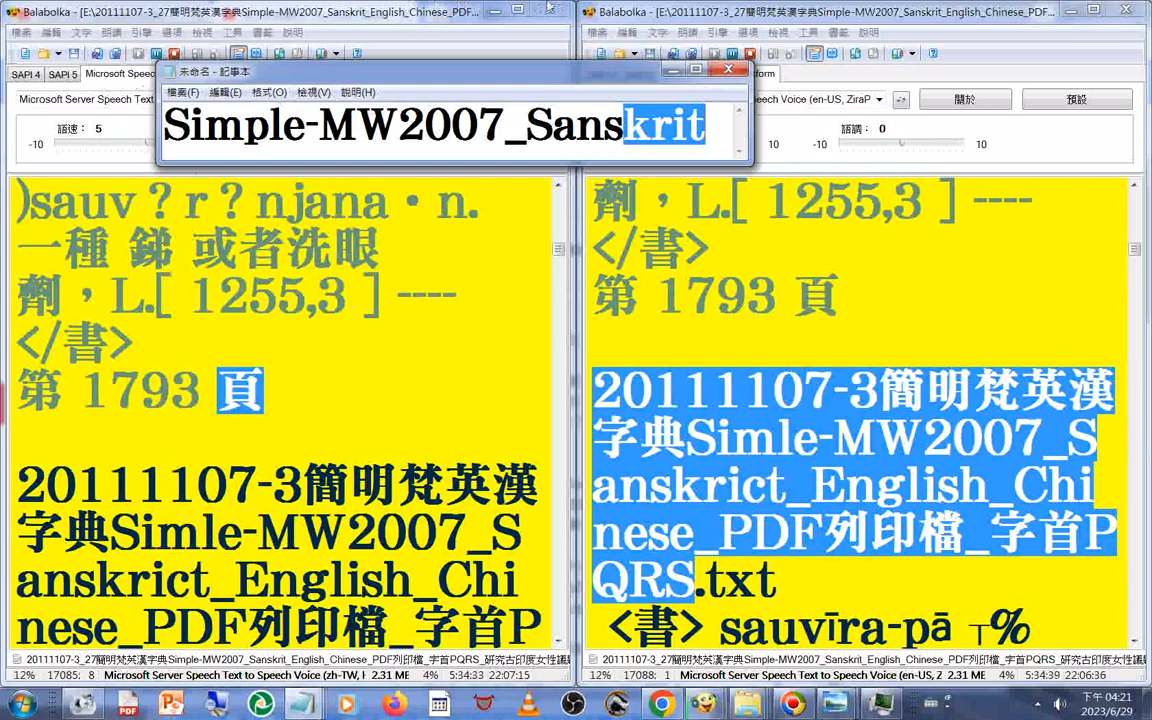 Balabolka - [E:\20111107-3_27簡明梵英漢字典Simple-MW2007_Sanskrit_English_Chinese_PDF...
檔案 編輯 文字 朗讀 引擎 選項 檢視 工具 書籤 說明
SAPI 4 SAPI 5 Microsoft Speec
Microsoft Server Speech Text
語速： 5
-10
)sauv？r？njana・n.
一種 銻 或者洗眼
劑，L.[ 1255,3 ] ----
</書>
第 1793 頁
20111107-3簡明梵英漢
字典Simle-MW2007_S
anskrict_English_Chi
nese_PDF列印檔_字首P
20111107-3_27簡明梵英漢字典Simple-MW2007_Sanskrit_English_Chinese_PDF列印檔_字首PQRS_研究古印度女性議
12% 17085: 8 Microsoft Server Speech Text to Speech Voice (zh-TW, H 2.31 MB 4% 5:34:33 22:07:15
未命名 - 記事本
檔案(F) 編輯(E) 格式(O) 檢視(V) 說明(H)
Simple-MW2007_Sanskrit
Balabolka - [E:\20111107-3_27簡明梵英漢字典Simple-MW2007_Sanskrit_English_Chinese_PDF...
檔案 編輯 文字 朗讀 引擎 選項 檢視 工具 書籤 說明
form
eech Voice (en-US, ZiraP
關於
預設
語調： 0
10 -10 10
劑，L.[ 1255,3 ] ----
</書>
第 1793 頁
20111107-3簡明梵英漢
字典Simle-MW2007_S
anskrict_English_Chi
nese_PDF列印檔_字首P
QRS.txt
<書> sauvīra-pā ┬%
20111107-3_27簡明梵英漢字典Simple-MW2007_Sanskrit_English_Chinese_PDF列印檔_字首PQRS_研究古印度女性議
12% 17088: 1 Microsoft Server Speech Text to Speech Voice (en-US, Z 2.31 MB 4% 5:34:39 22:06:36
下午 04:21
2023/6/29